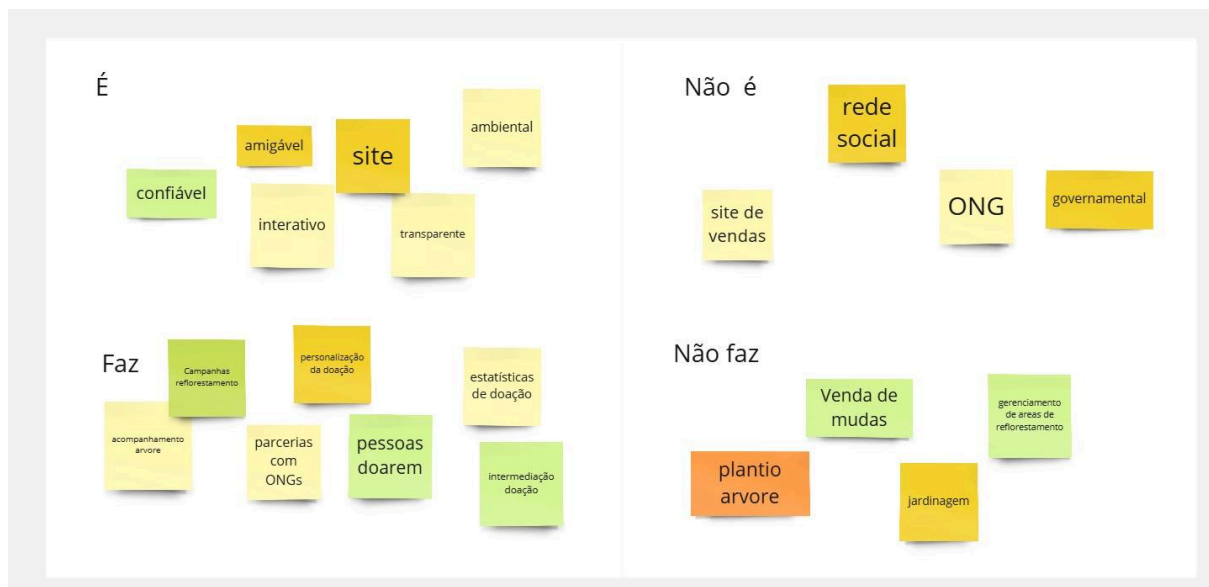 É
amigável
site
ambiental
confiável
interativo
transparente
Não é
rede
social
site de
vendas
ONG
governamental
Faz
Campanhas
reflorestamento
personalização
da doação
estatísticas
de doação
acompanhamento
arvore
parcerias
com
ONGs
pessoas
doarem
intermediação
doação
Não faz
Venda de
mudas
gerenciamento
de areas de
reflorestamento
plantio
arvore
jardinagem